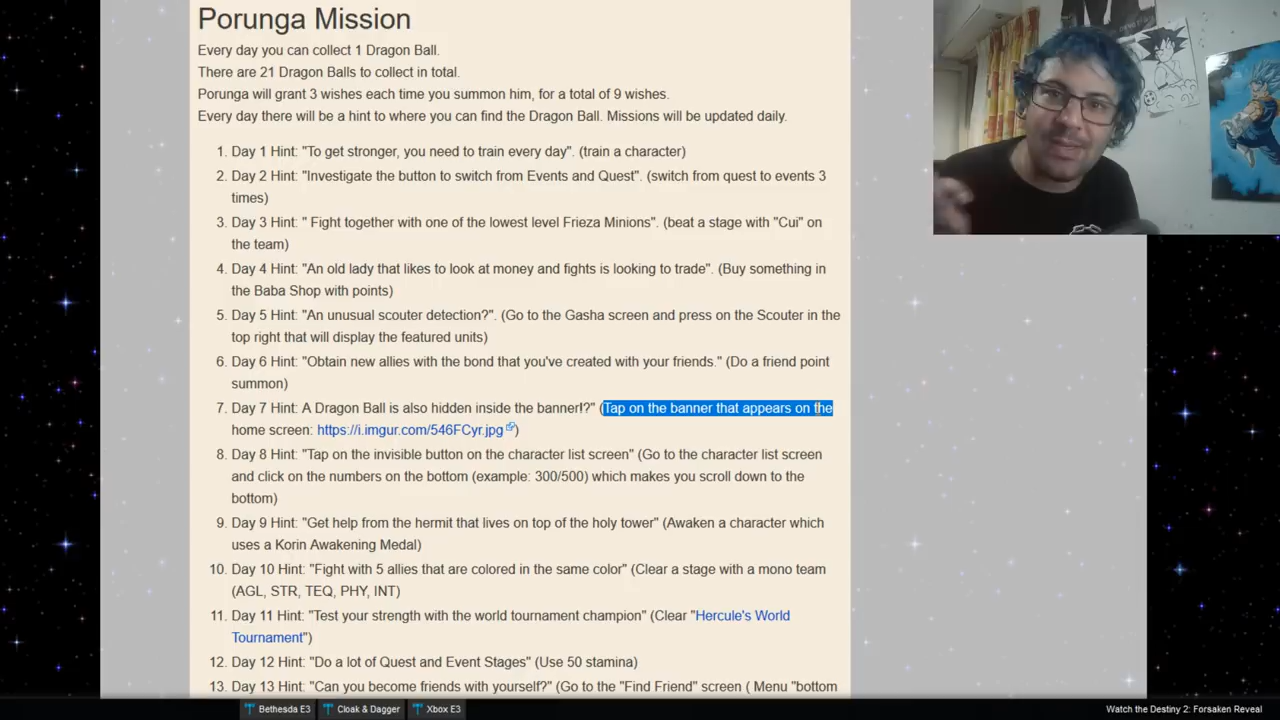 Porunga Mission
Every day you can collect 1 Dragon Ball.
There are 21 Dragon Balls to collect in total.
Porunga will grant 3 wishes each time you summon him, for a total of 9 wishes.
Every day there will be a hint to where you can find the Dragon Ball. Missions will be updated daily.
1. Day 1 Hint: "To get stronger, you need to train every day". (train a character)
2. Day 2 Hint: "Investigate the button to switch from Events and Quest". (switch from quest to events 3
times)
3. Day 3 Hint: " Fight together with one of the lowest level Frieza Minions". (beat a stage with "Cui" on
the team)
4. Day 4 Hint: "An old lady that likes to look at money and fights is looking to trade". (Buy something in
the Baba Shop with points)
5. Day 5 Hint: "An unusual scouter detection?". (Go to the Gasha screen and press on the Scouter in the
top right that will display the featured units)
6. Day 6 Hint: "Obtain new allies with the bond that you've created with your friends." (Do a friend point
summon)
7. Day 7 Hint: A Dragon Ball is also hidden inside the banner!?" (Tap on the banner that appears on the
home screen: https://i.imgur.com/546FCyr.jpg)
8. Day 8 Hint: "Tap on the invisible button on the character list screen" (Go to the character list screen
and click on the numbers on the bottom (example: 300/500) which makes you scroll down to the
bottom)
9. Day 9 Hint: "Get help from the hermit that lives on top of the holy tower" (Awaken a character which
uses a Korin Awakening Medal)
10. Day 10 Hint: "Fight with 5 allies that are colored in the same color" (Clear a stage with a mono team
(AGL, STR, TEQ, PHY, INT)
11. Day 11 Hint: "Test your strength with the world tournament champion" (Clear "Hercule's World
Tournament")
12. Day 12 Hint: "Do a lot of Quest and Event Stages" (Use 50 stamina)
13. Day 13 Hint: "Can you become friends with yourself?" (Go to the "Find Friend" screen ( Menu "bottom
Bethesda E3
Cloak & Dagger
Xbox E3
Watch the Destiny 2: Forsaken Reveal